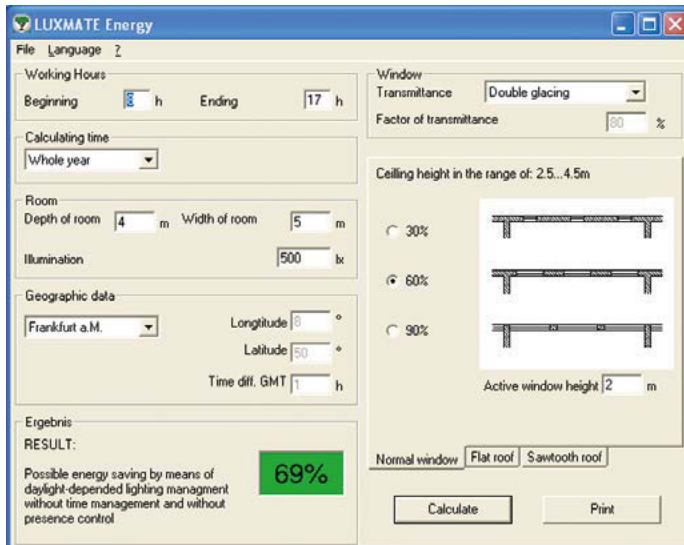 LUXMATE Energy
File Language ?
Working Hours
Beginning 8 h Ending 17 h
Calculating time
Whole year
Room
Depth of room 4 m Width of room 5 m
Illumination 500 lx
Geographic data
Frankfurt a.M.
Longtitude 8 °
Latitude 50 °
Time diff. GMT 1 h
Ergebnis
RESULT:
Possible energy saving by means of
daylight-depended lighting managment
without time management and without
presence control
69%
Window
Transmittance Double glacing
Factor of transmittance 80 %
Ceilling height in the range of: 2.5...4.5m
30%
60%
90%
Active window height 2 m
Normal window Flat roof Sawtooth roof
Calculate Print